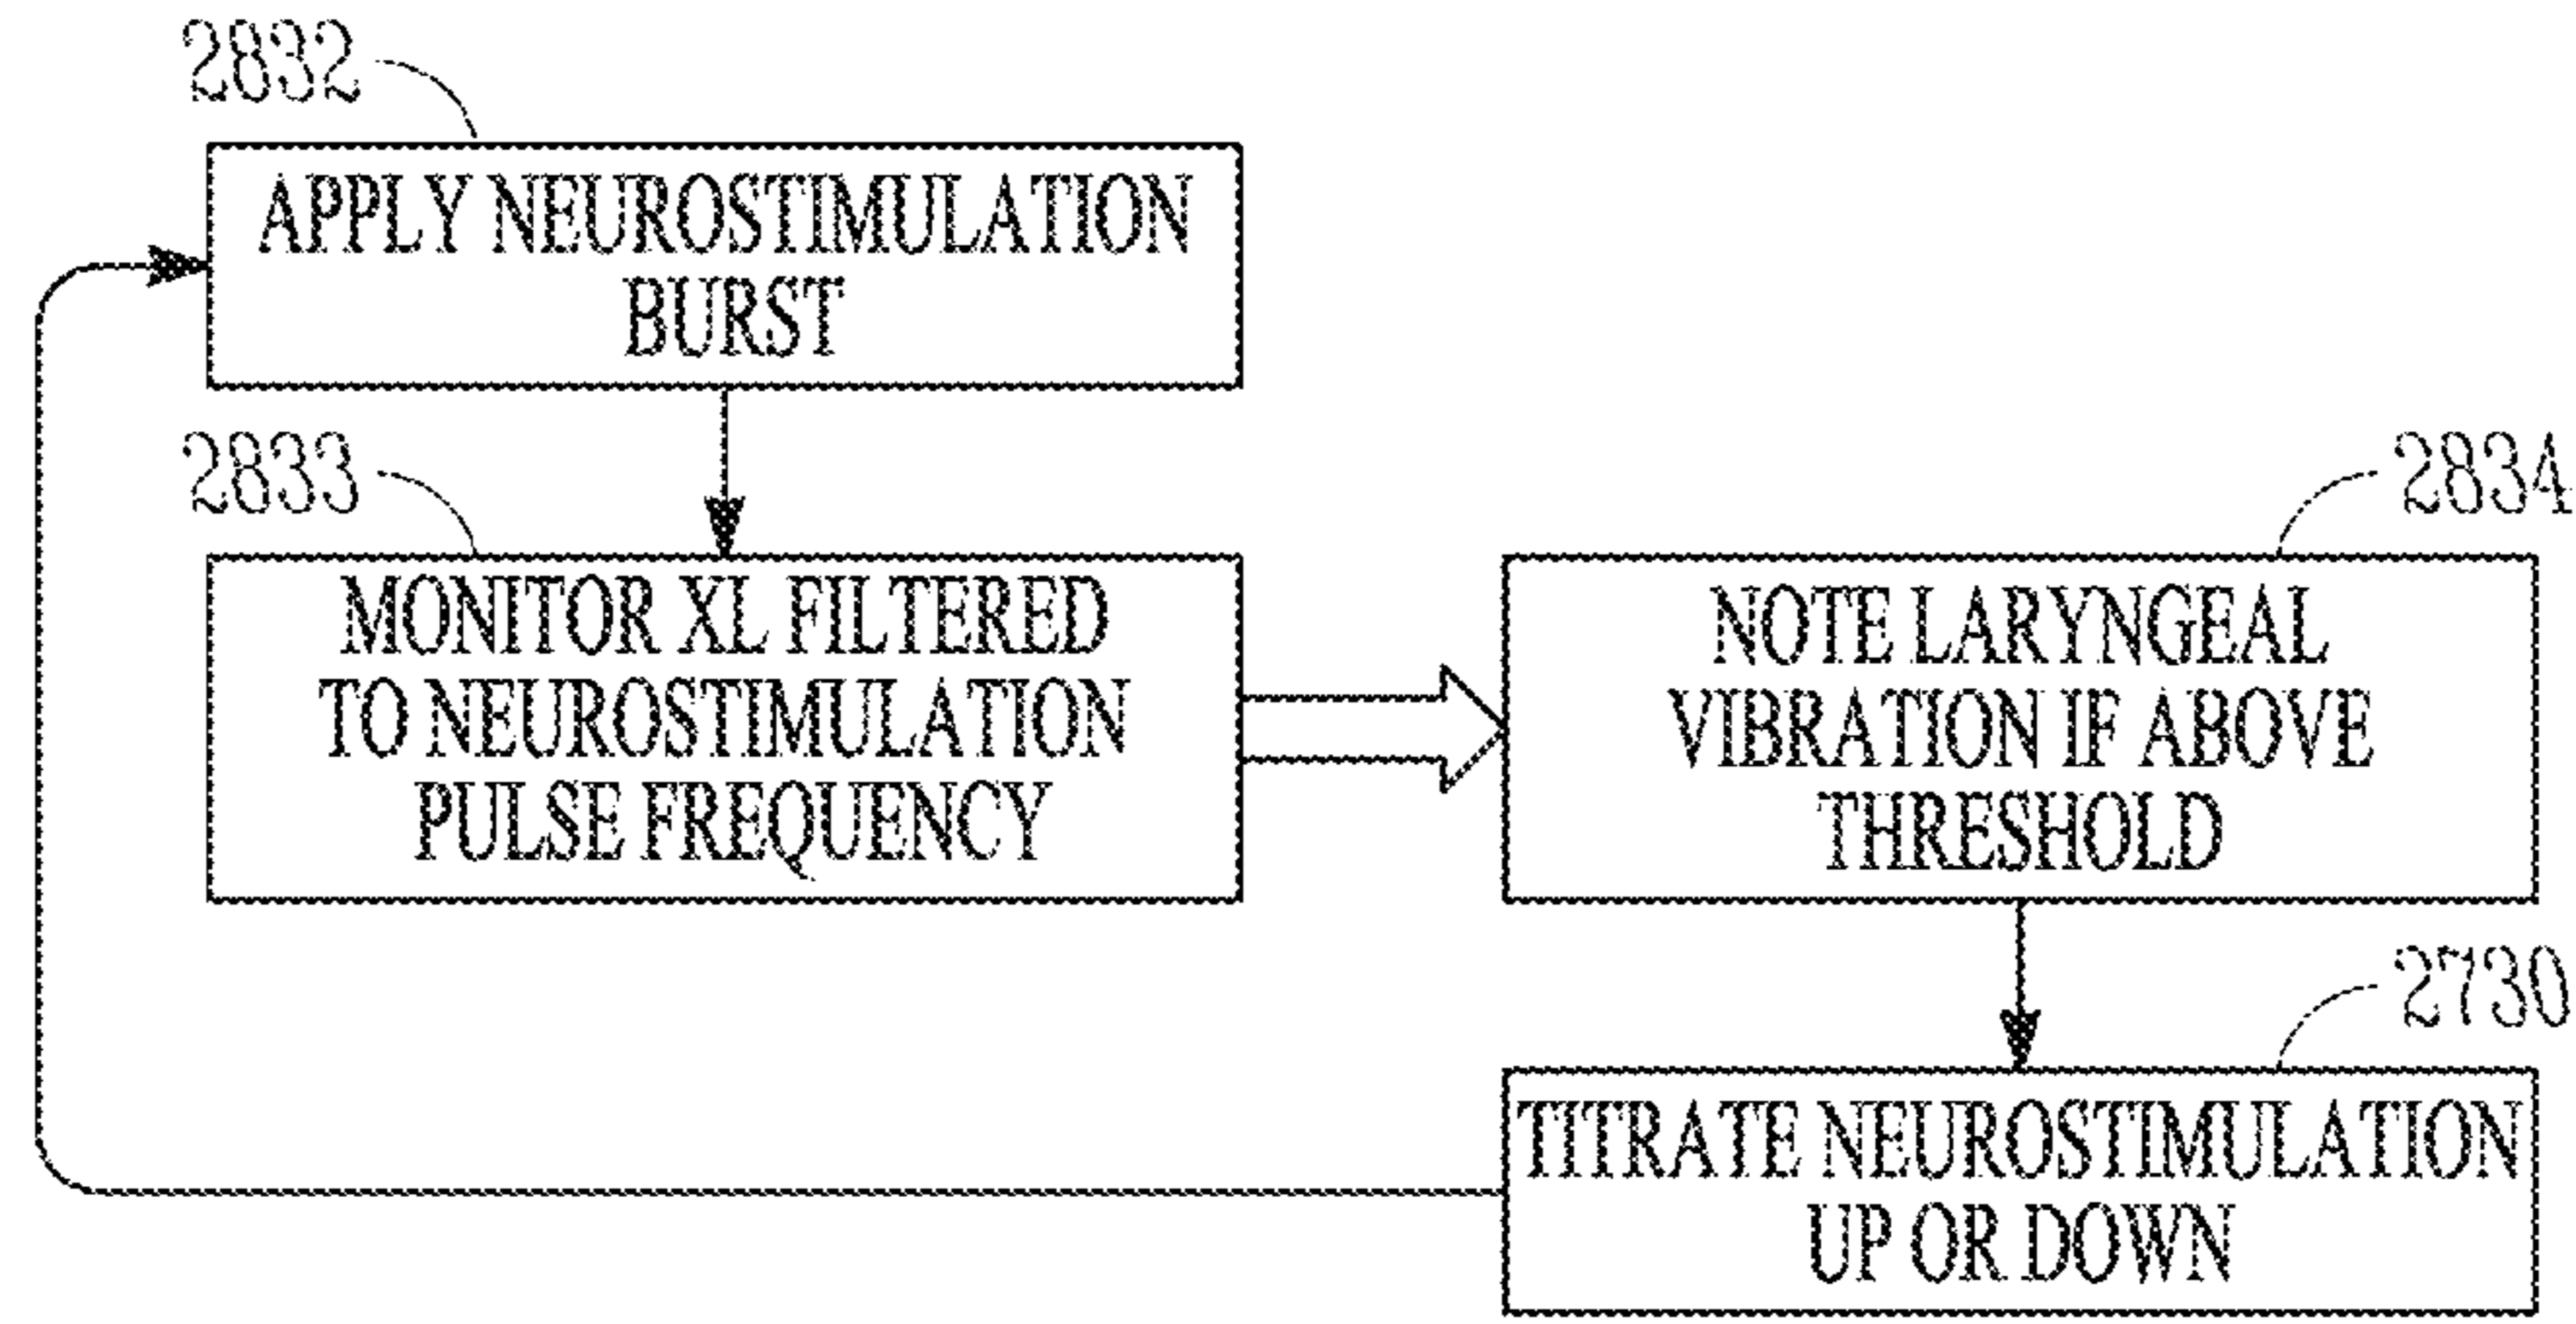 2832
APPLY NEUROSTIMULATION
BURST
2833
MONITOR XL FILTERED
TO NEUROSTIMULATION
PULSE FREQUENCY
2834
NOTE LARYNGEAL
VIBRATION IF ABOVE
THRESHOLD
2730
TITRATE NEUROSTIMULATION
UP OR DOWN